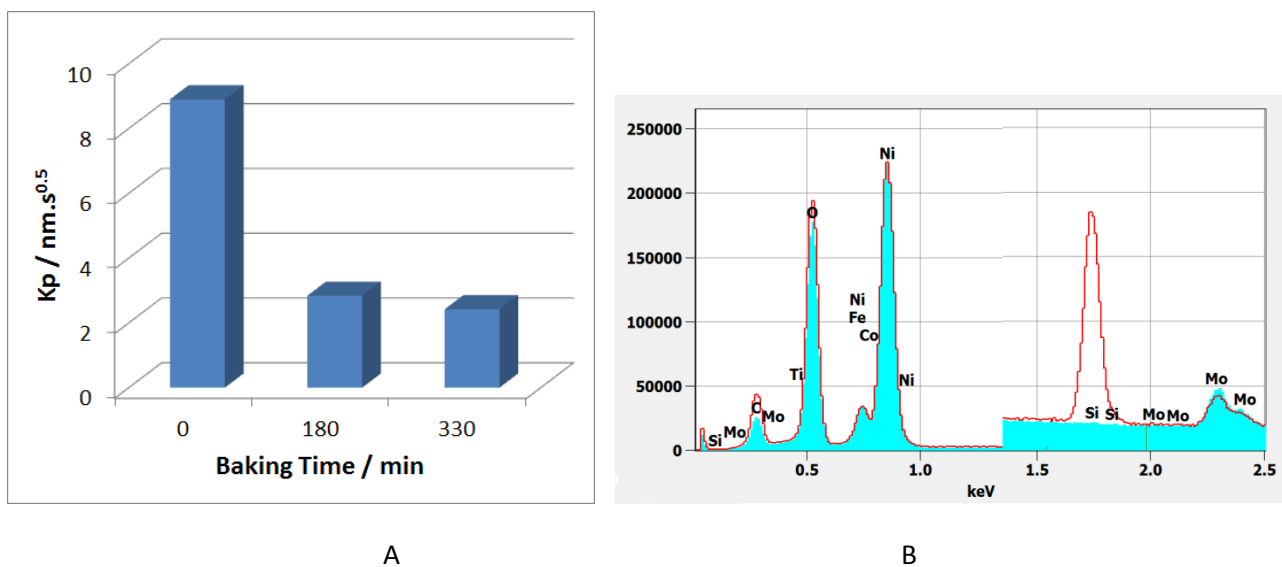 10
8
6
4
2
0
Kp / nm.s0.5
0 180 330
Baking Time / min
A
250000
200000
150000
100000
50000
0
Si
Mo
C
Mo
Ti
O
Ni
Fe
Co
Ni
Ni
Si Si
Mo Mo
Mo
Mo
0.5 1.0 1.5 2.0 2.5
keV
B